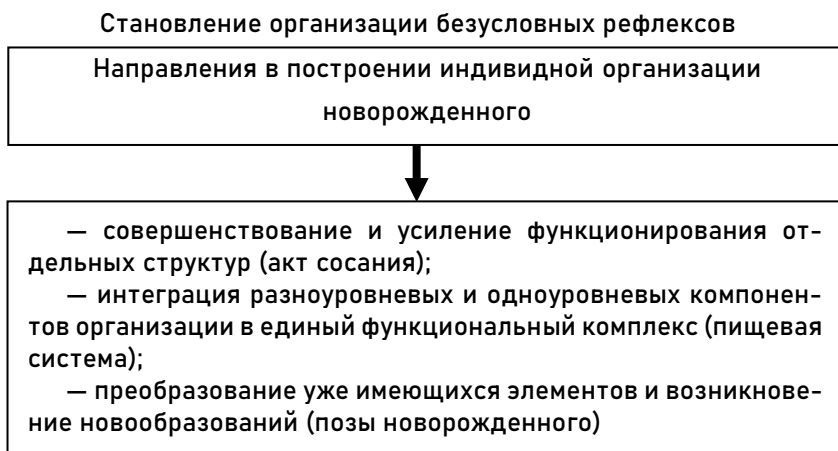 Становление организации безусловных рефлексов
Направления в построении индивидной организации
новорожденного
— совершенствование и усиление функционирования от-
дельных структур (акт сосания);
— интеграция разноуровневых и одноуровневых компонен-
тов организации в единый функциональный комплекс (пищевая
система);
— преобразование уже имеющихся элементов и возникнове-
ние новообразований (позы новорожденного)